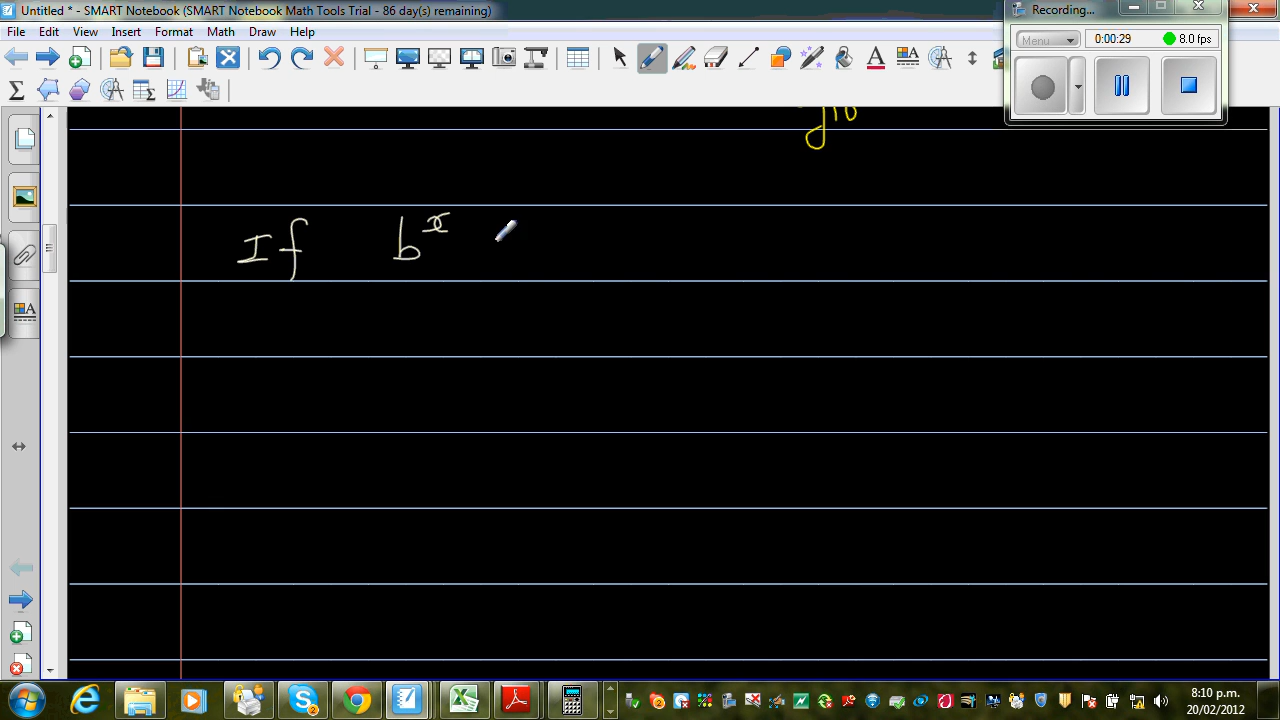 Untitled * - SMART Notebook (SMART Notebook Math Tools Trial - 86 day(s) remaining)
Recording...
File Edit View Insert Format Math Draw Help
Menu 0:00:29 8.0 fps
If b^x
8:10 p.m.
20/02/2012